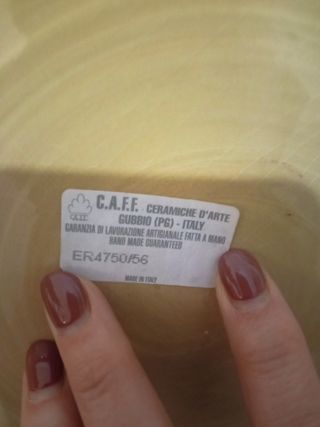 C.A.F.F. CERAMICHE D'ARTE
GUBBIO (PG) - ITALY
GARANZIA DI LAVORAZIONE ARTIGIANALE FATTA A MANO
HAND MADE GUARANTEED
ER4750/56
MADE IN ITALY